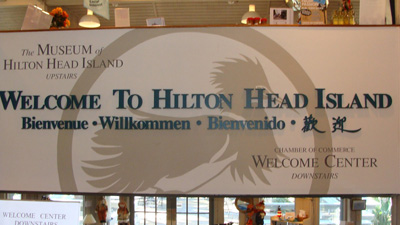 The MUSEUM of
HILTON HEAD ISLAND
UPSTAIRS
WELCOME TO HILTON HEAD ISLAND
Bienvenue • Willkommen • Bienvenido • 歡迎
CHAMBER OF COMMERCE
WELCOME CENTER
DOWNSTAIRS
WELCOME CENTER
DOWNSTAIRS